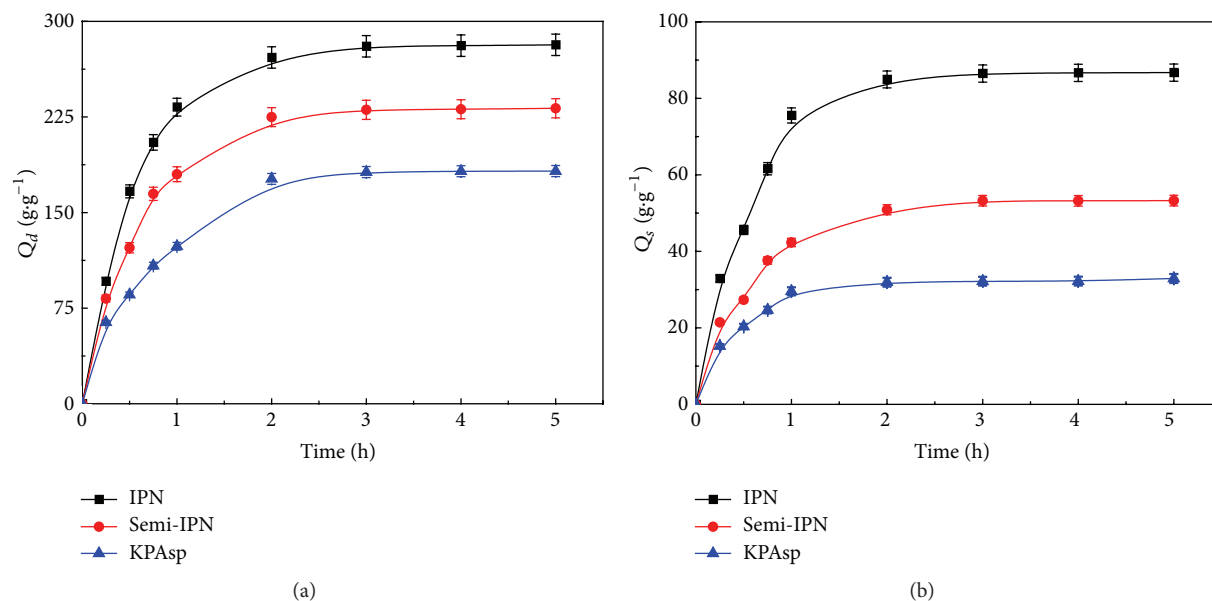 300
225
150
75
0
Q_d (g·g⁻¹)
0 1 2 3 4 5
Time (h)
IPN
Semi-IPN
KPAsp
(a)
100
80
60
40
20
0
Q_s (g·g⁻¹)
0 1 2 3 4 5
Time (h)
IPN
Semi-IPN
KPAsp
(b)